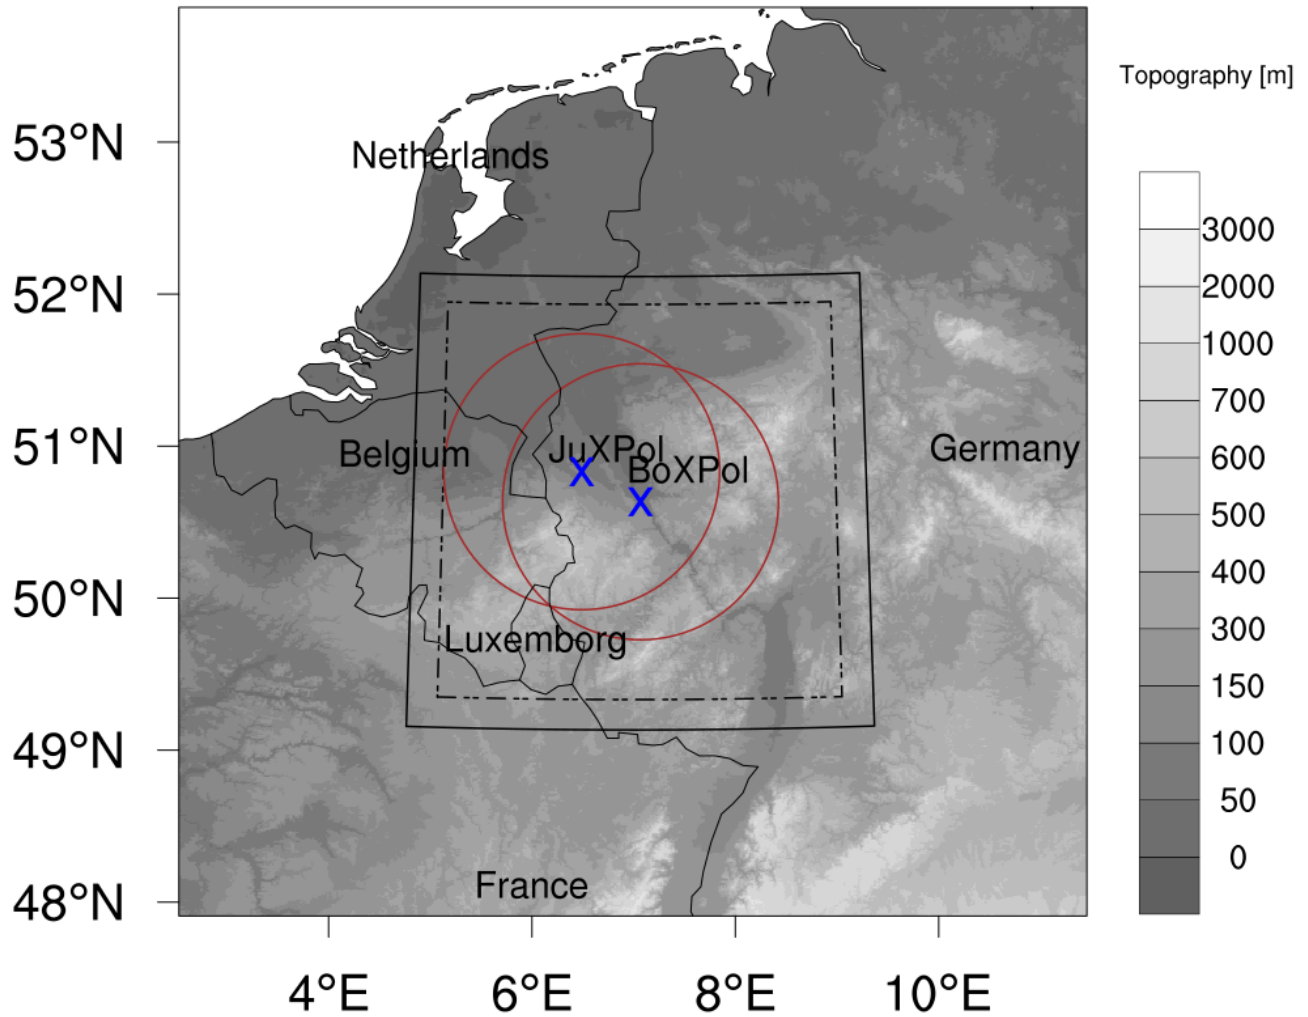 Topography [m]
53°N
52°N
51°N
50°N
49°N
48°N
4°E
6°E
8°E
10°E
Netherlands
Belgium
JuXPol
X
BoXPol
X
Germany
Luxemborg
France
3000
2000
1000
700
600
500
400
300
150
100
50
0